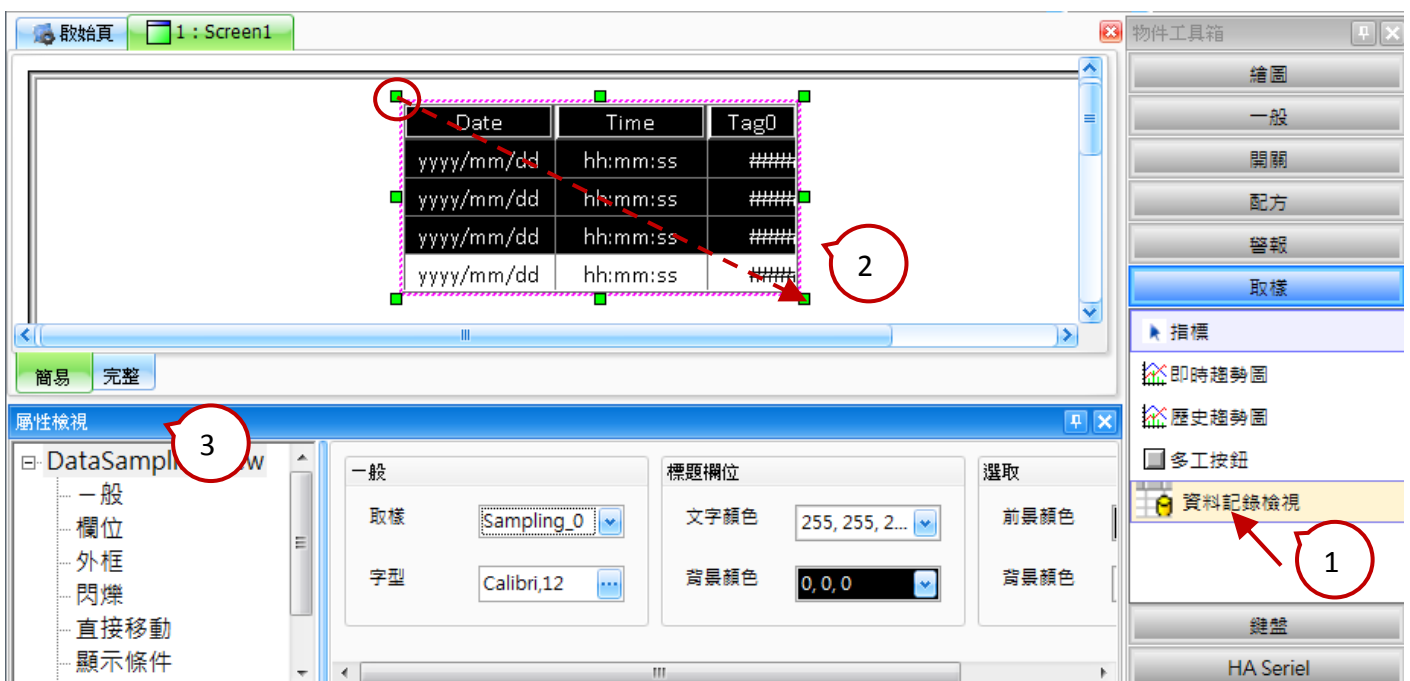 啟始頁
1 : Screen1
Date Time Tag0
yyyy/mm/dd hh:mm:ss ####
yyyy/mm/dd hh:mm:ss ####
yyyy/mm/dd hh:mm:ss ####
yyyy/mm/dd hh:mm:ss ####
2
簡易 完整
屬性檢視
3
一般
欄位
外框
閃爍
直接移動
顯示條件
一般
取樣 Sampling_0
字型 Calibri,12
標題欄位
文字顏色 255, 255, 2...
背景顏色 0, 0, 0
選取
前景顏色
背景顏色
物件工具箱
繪圖
一般
開關
配方
警報
取樣
指標
即時趨勢圖
歷史趨勢圖
多工按鈕
資料記錄檢視
1
鍵盤
HA Seriel